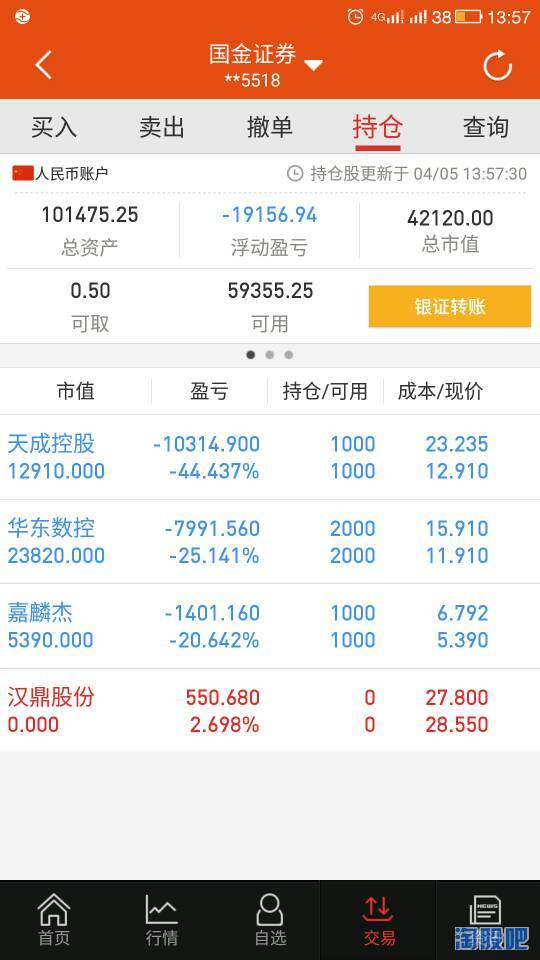 4G 38 13:57
国金证券
**5518
买入 卖出 撤单 持仓 查询
人民币账户 持仓股更新于 04/05 13:57:30
101475.25 -19156.94 42120.00
总资产 浮动盈亏 总市值
0.50 59355.25 银证转账
可取 可用
市值 盈亏 持仓/可用 成本/现价
天成控股 -10314.900 1000 23.235
12910.000 -44.437% 1000 12.910
华东数控 -7991.560 2000 15.910
23820.000 -25.141% 2000 11.910
嘉麟杰 -1401.160 1000 6.792
5390.000 -20.642% 1000 5.390
汉鼎股份 550.680 0 27.800
0.000 2.698% 0 28.550
NEWS
首页 行情 自选 交易 淘股吧